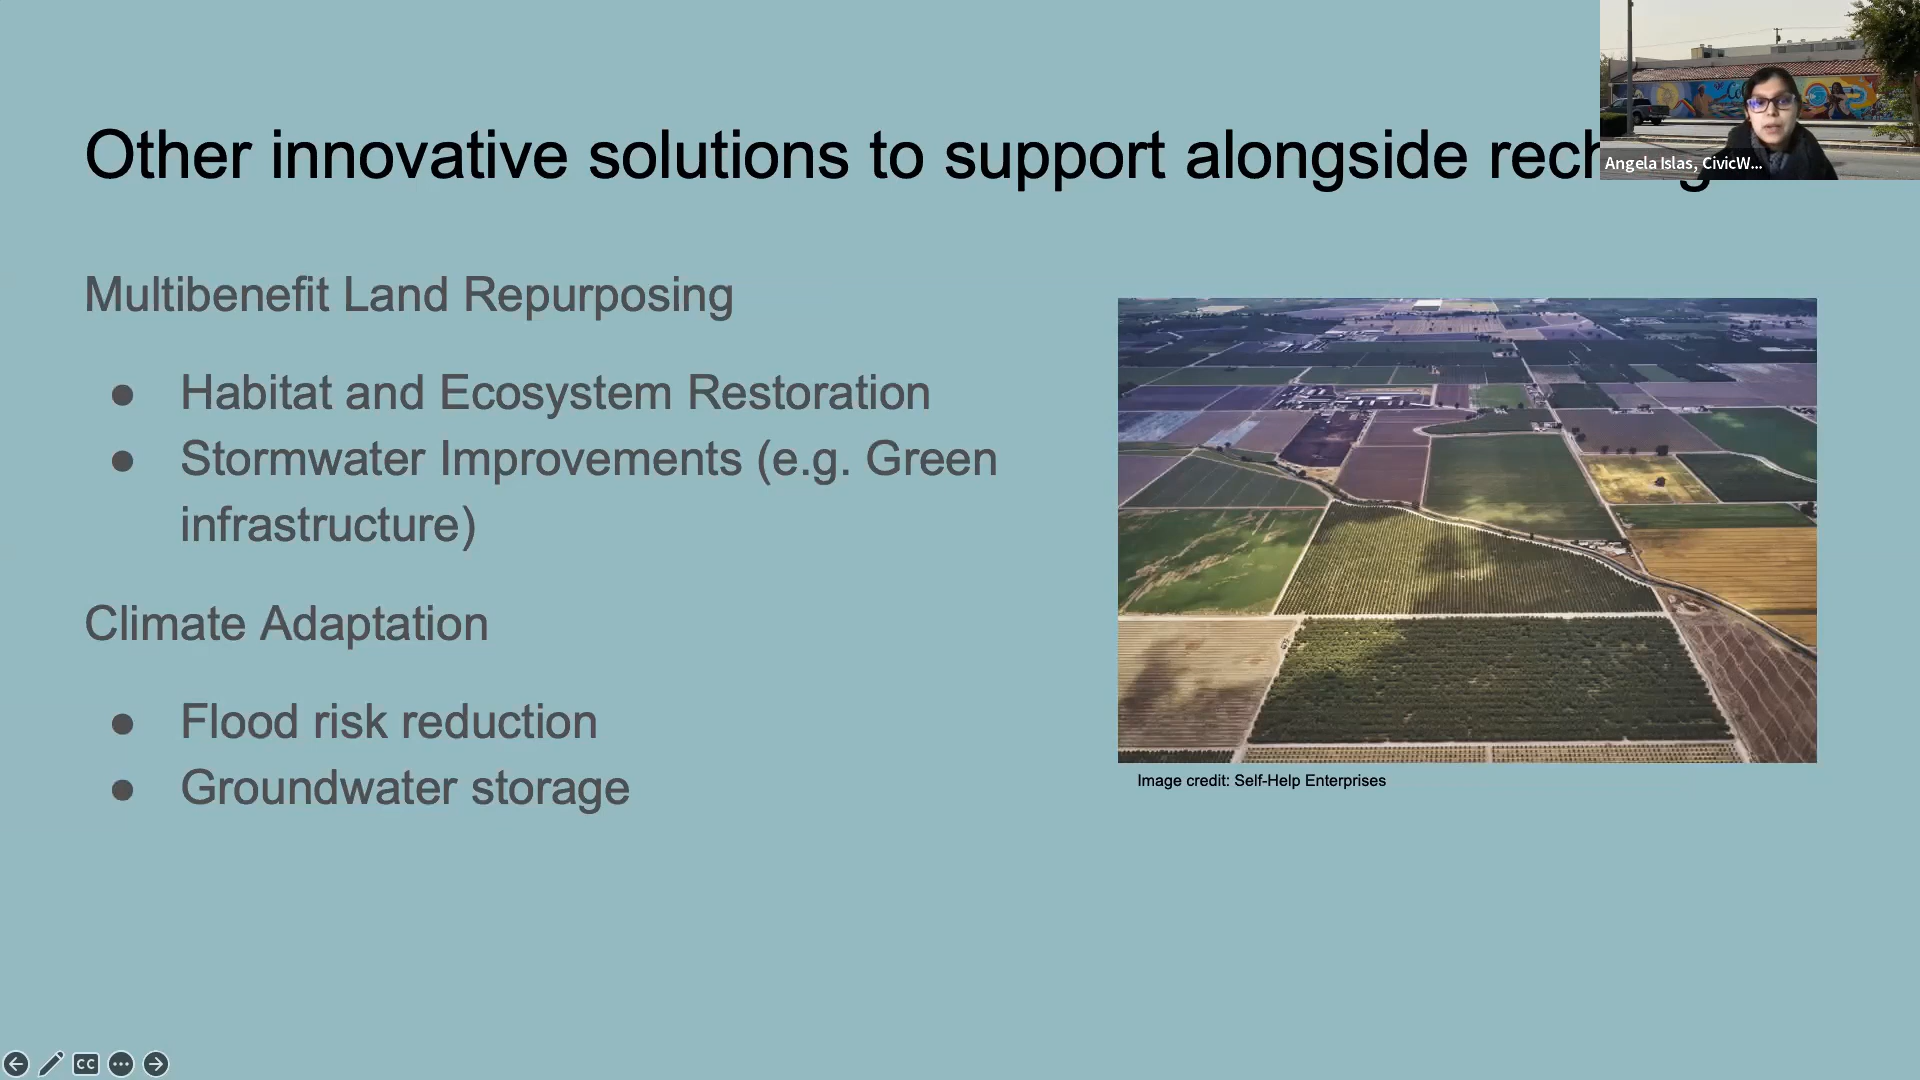 Other innovative solutions to support alongside
Angela Islas, CivicW...
Multibenefit Land Repurposing
● Habitat and Ecosystem Restoration
● Stormwater Improvements (e.g. Green
infrastructure)
Climate Adaptation
● Flood risk reduction
● Groundwater storage
Image credit: Self-Help Enterprises
CC